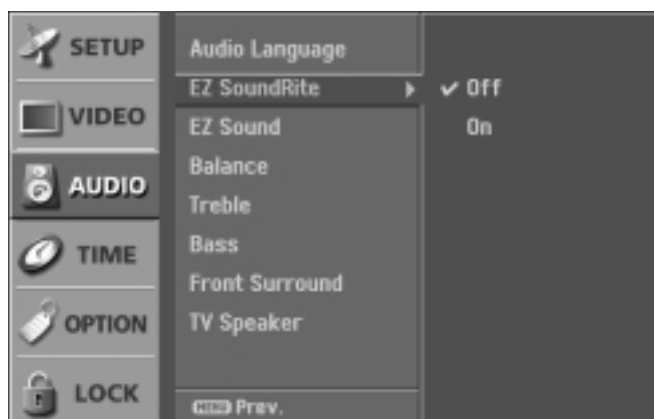 SETUP
VIDEO
AUDIO
TIME
OPTION
LOCK
Audio Language
EZ SoundRite
EZ Sound
Balance
Treble
Bass
Front Surround
TV Speaker
MENU Prev.
Off
On